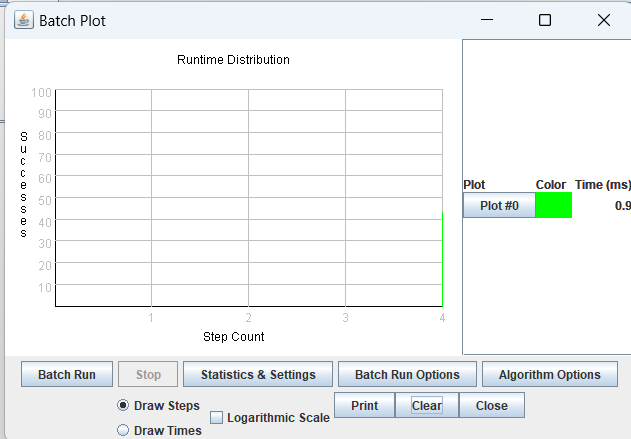 Batch Plot
Runtime Distribution
100
90
80
70
60
50
40
30
20
10
Successes
1 2 3 4
Step Count
Plot Color Time (ms)
Plot #0 0.9
Batch Run Stop Statistics & Settings Batch Run Options Algorithm Options
Draw Steps
Draw Times
Logarithmic Scale
Print Clear Close